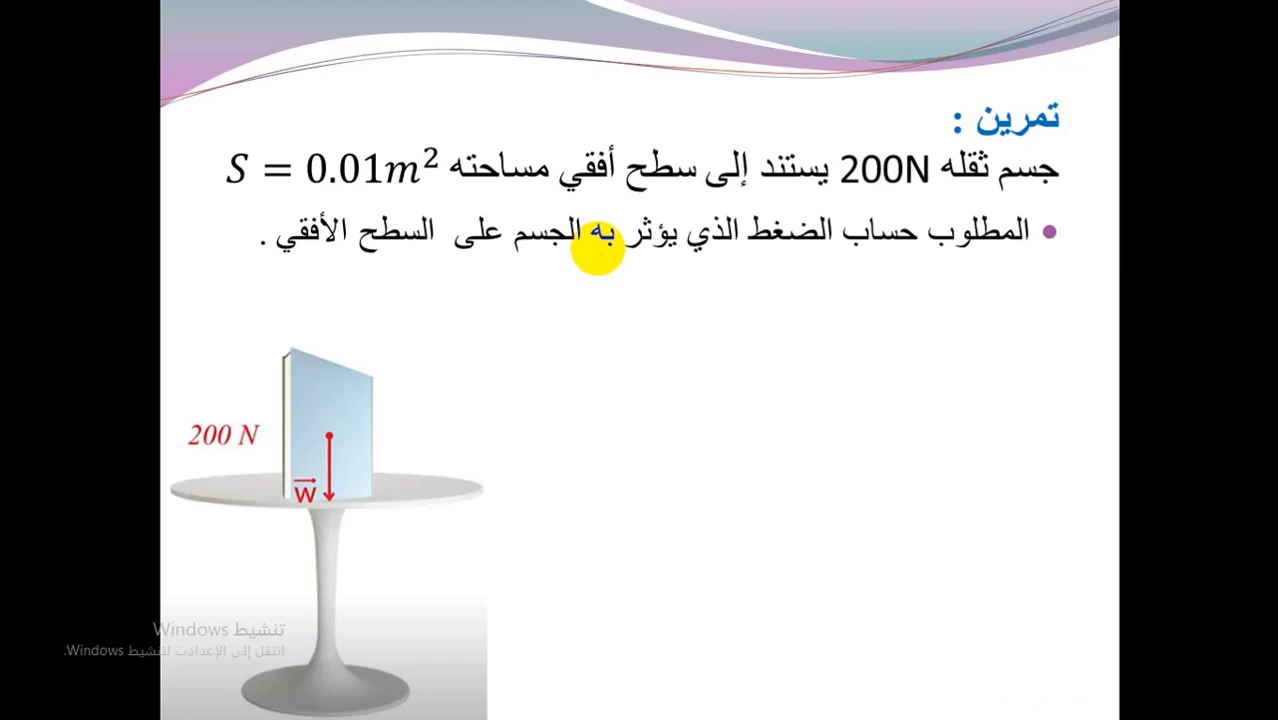 تمرين :
جسم ثقله 200N يستند إلى سطح أفقي مساحته S = 0.01m²
• المطلوب حساب الضغط الذي يؤثر به الجسم على السطح الأفقي .
200 N
w⃗
تنشيط Windows
انتقل إلى الإعدادات لتنشيط Windows.